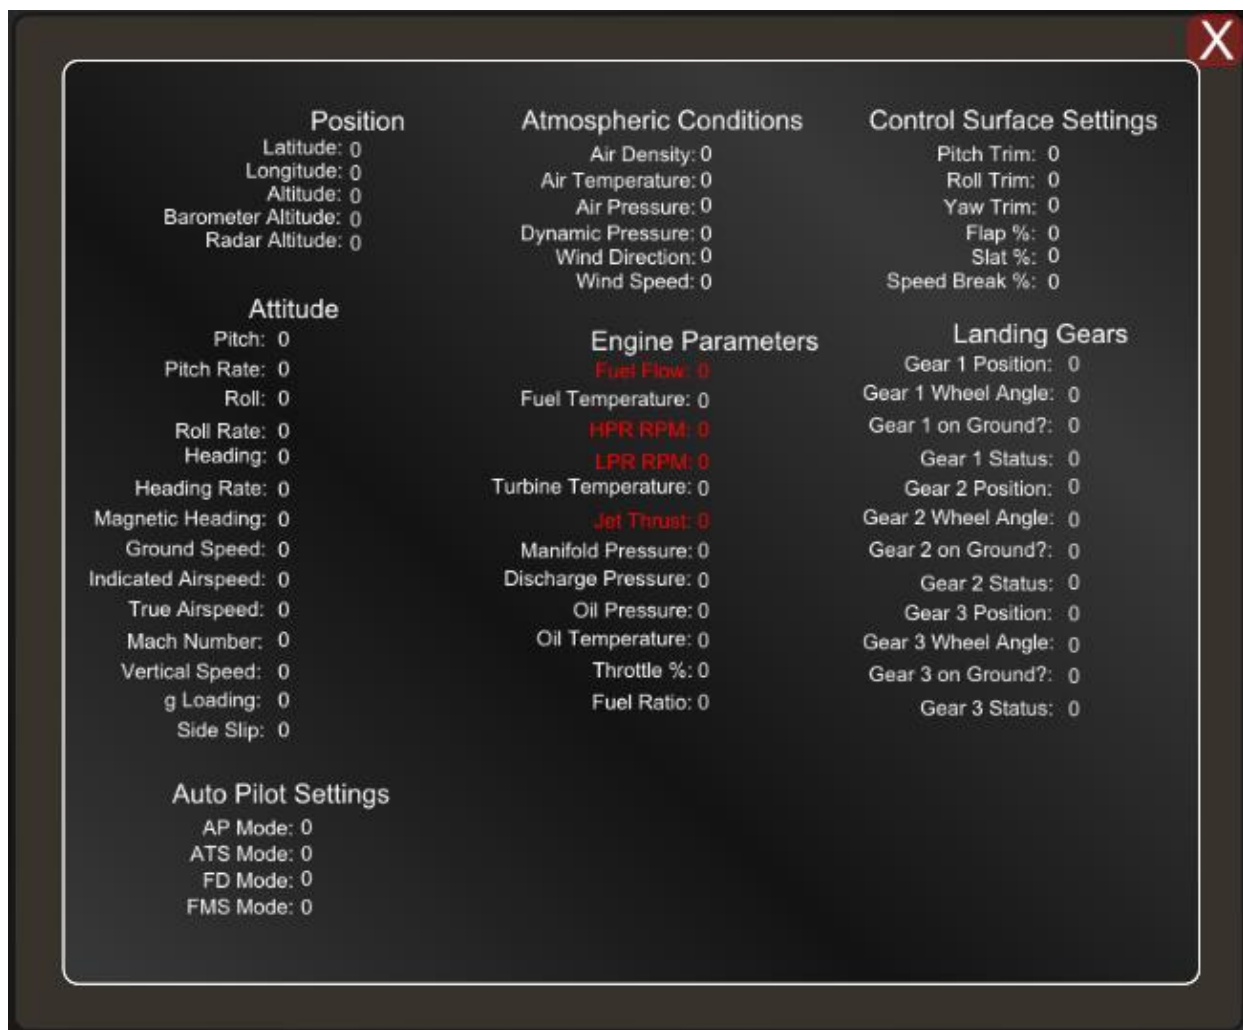 X
Position
Latitude: 0
Longitude: 0
Altitude: 0
Barometer Altitude: 0
Radar Altitude: 0
Attitude
Pitch: 0
Pitch Rate: 0
Roll: 0
Roll Rate: 0
Heading: 0
Heading Rate: 0
Magnetic Heading: 0
Ground Speed: 0
Indicated Airspeed: 0
True Airspeed: 0
Mach Number: 0
Vertical Speed: 0
g Loading: 0
Side Slip: 0
Auto Pilot Settings
AP Mode: 0
ATS Mode: 0
FD Mode: 0
FMS Mode: 0
Atmospheric Conditions
Air Density: 0
Air Temperature: 0
Air Pressure: 0
Dynamic Pressure: 0
Wind Direction: 0
Wind Speed: 0
Engine Parameters
Fuel Flow: 0
Fuel Temperature: 0
HPR RPM: 0
LPR RPM: 0
Turbine Temperature: 0
Jet Thrust: 0
Manifold Pressure: 0
Discharge Pressure: 0
Oil Pressure: 0
Oil Temperature: 0
Throttle %: 0
Fuel Ratio: 0
Control Surface Settings
Pitch Trim: 0
Roll Trim: 0
Yaw Trim: 0
Flap %: 0
Slat %: 0
Speed Break %: 0
Landing Gears
Gear 1 Position: 0
Gear 1 Wheel Angle: 0
Gear 1 on Ground?: 0
Gear 1 Status: 0
Gear 2 Position: 0
Gear 2 Wheel Angle: 0
Gear 2 on Ground?: 0
Gear 2 Status: 0
Gear 3 Position: 0
Gear 3 Wheel Angle: 0
Gear 3 on Ground?: 0
Gear 3 Status: 0